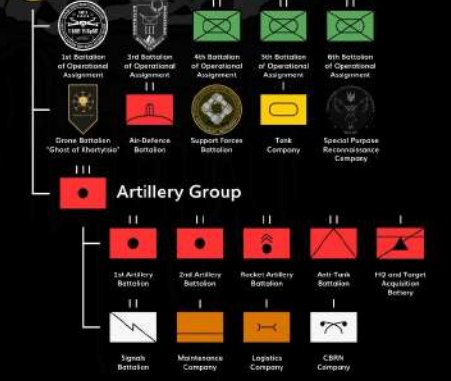 1st Battalion
of Operational
Assignment
3rd Battalion
of Operational
Assignment
4th Battalion
of Operational
Assignment
5th Battalion
of Operational
Assignment
6th Battalion
of Operational
Assignment
Drone Battalion
"Ghost of Khortytsia"
Air-Defence
Battalion
Support Forces
Battalion
Tank
Company
Special Purpose
Reconnaissance
Company
Artillery Group
1st Artillery
Battalion
2nd Artillery
Battalion
Rocket Artillery
Battalion
Anti-Tank
Battalion
HQ and Target
Acquisition
Battery
Signals
Battalion
Maintenance
Company
Logistics
Company
CBRN
Company